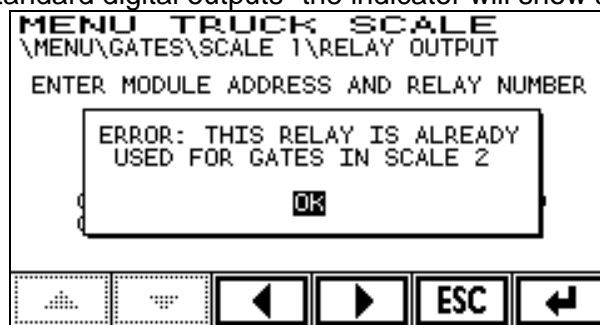 standard digital outputs" the indicator will show
MENU TRUCK SCALE
\MENU\GATES\SCALE 1\RELAY OUTPUT
ENTER MODULE ADDRESS AND RELAY NUMBER
ERROR: THIS RELAY IS ALREADY
USED FOR GATES IN SCALE 2
OK
ESC